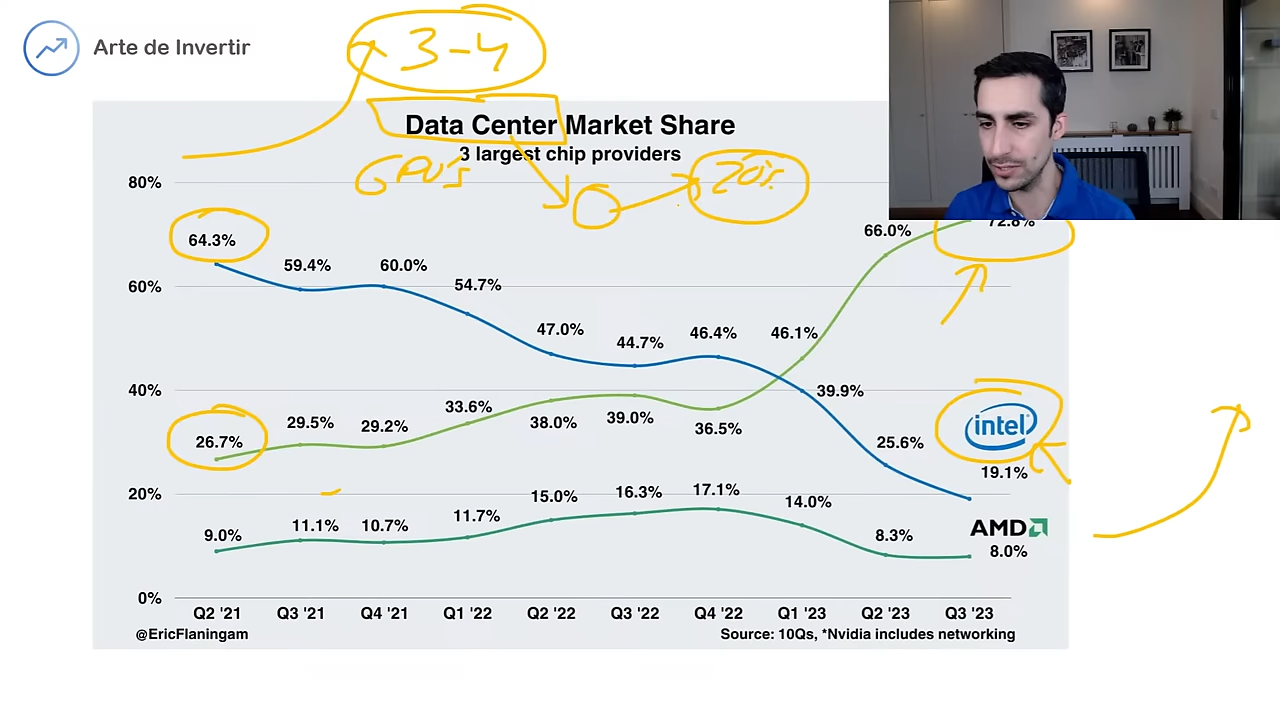 Arte de Invertir
3-4
Data Center Market Share
3 largest chip providers
GPU's
20%
80%
60%
40%
20%
0%
64.3%
59.4%
60.0%
54.7%
47.0%
44.7%
46.4%
46.1%
66.0%
72.8%
26.7%
29.5%
29.2%
33.6%
38.0%
39.0%
36.5%
39.9%
25.6%
intel
19.1%
9.0%
11.1%
10.7%
11.7%
15.0%
16.3%
17.1%
14.0%
8.3%
AMD
8.0%
Q2 '21
Q3 '21
Q4 '21
Q1 '22
Q2 '22
Q3 '22
Q4 '22
Q1 '23
Q2 '23
Q3 '23
@EricFlaningam
Source: 10Qs, *Nvidia includes networking